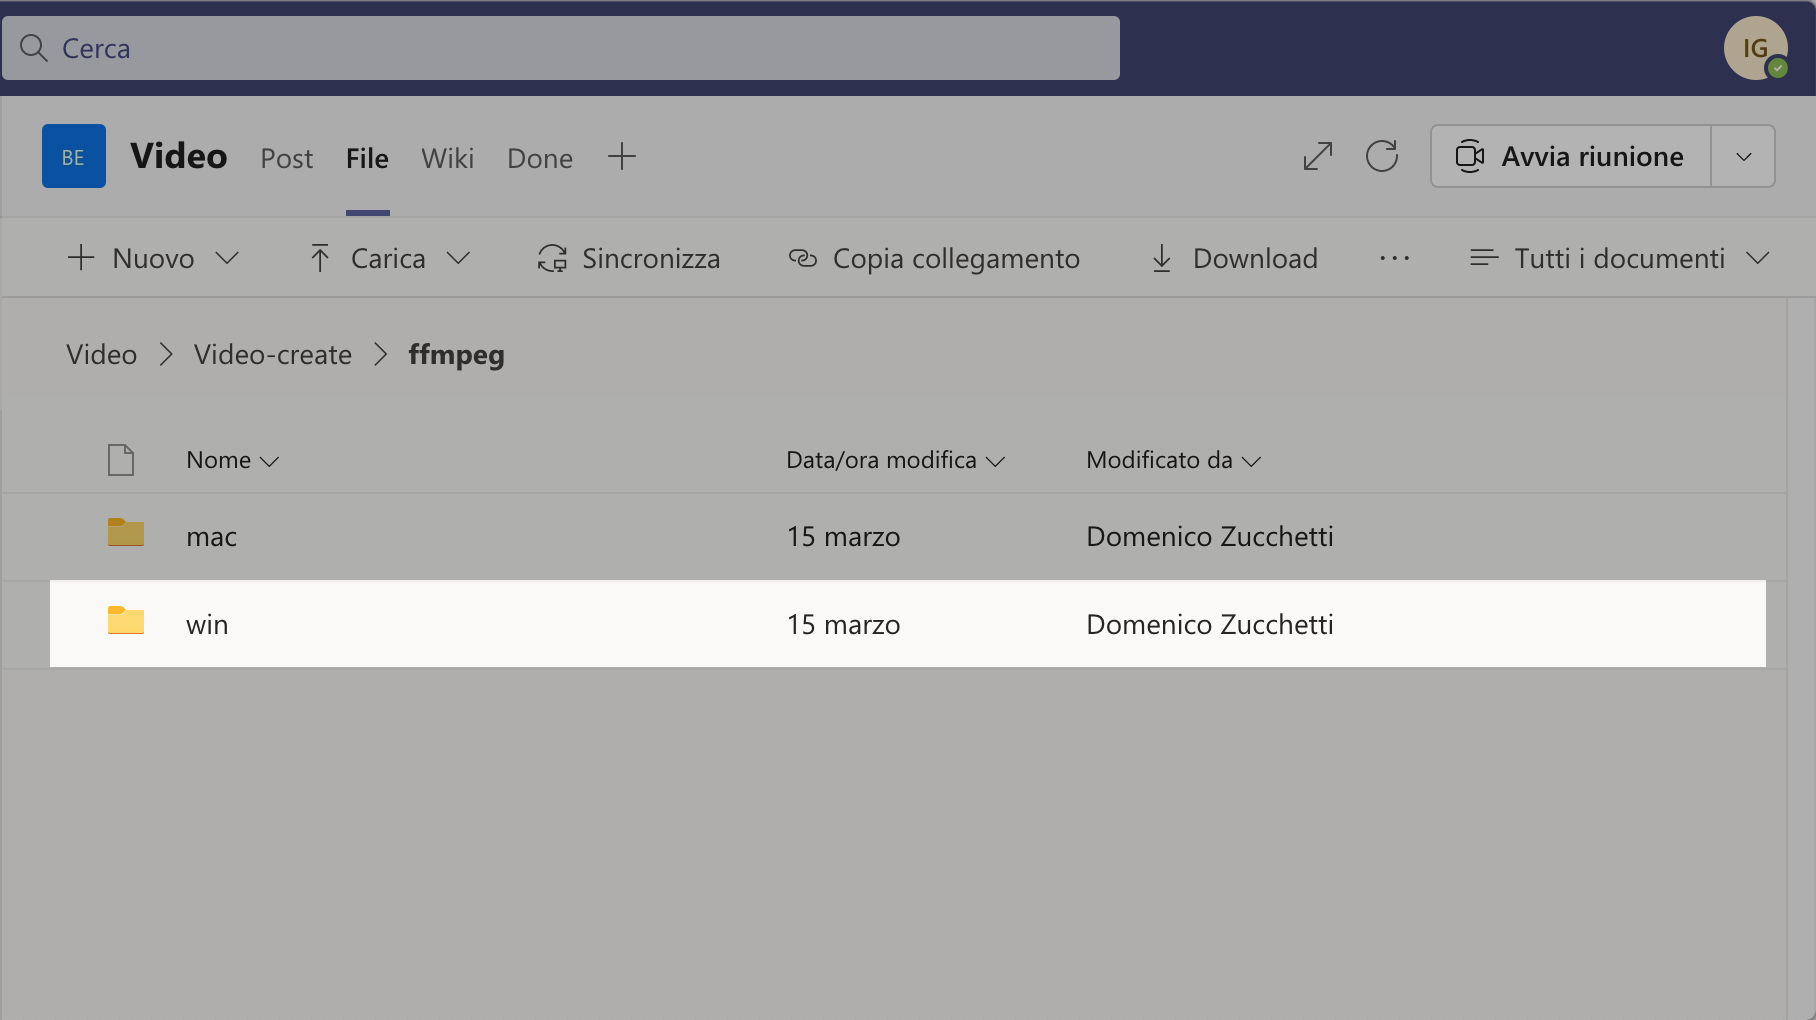 Cerca
IG
BE Video Post File Wiki Done Avvia riunione
Nuovo Carica Sincronizza Copia collegamento Download ... Tutti i documenti
Video > Video-create > ffmpeg
Nome Data/ora modifica Modificato da
mac 15 marzo Domenico Zucchetti
win 15 marzo Domenico Zucchetti